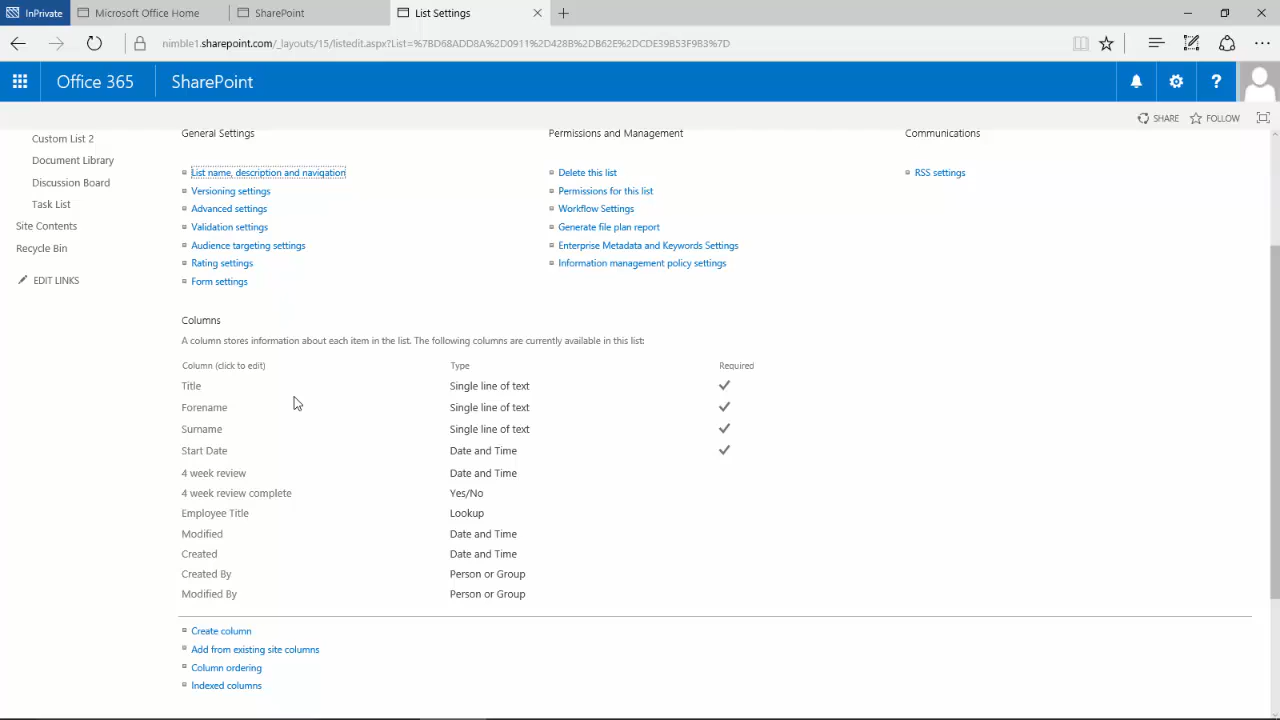 InPrivate
Microsoft Office Home
SharePoint
List Settings
nimble1.sharepoint.com/_layouts/15/listedit.aspx?List=%7BD68ADD8A%2D0911%2D428B%2DB62E%2DCDE39B53F9B3%7D
Office 365
SharePoint
?
SHARE
FOLLOW
Custom List 2
Document Library
Discussion Board
Task List
Site Contents
Recycle Bin
EDIT LINKS
General Settings
List name, description and navigation
Versioning settings
Advanced settings
Validation settings
Audience targeting settings
Rating settings
Form settings
Permissions and Management
Delete this list
Permissions for this list
Workflow Settings
Generate file plan report
Enterprise Metadata and Keywords Settings
Information management policy settings
Communications
RSS settings
Columns
A column stores information about each item in the list. The following columns are currently available in this list:
Column (click to edit) Type Required
Title Single line of text
Forename Single line of text
Surname Single line of text
Start Date Date and Time
4 week review Date and Time
4 week review complete Yes/No
Employee Title Lookup
Modified Date and Time
Created Date and Time
Created By Person or Group
Modified By Person or Group
Create column
Add from existing site columns
Column ordering
Indexed columns